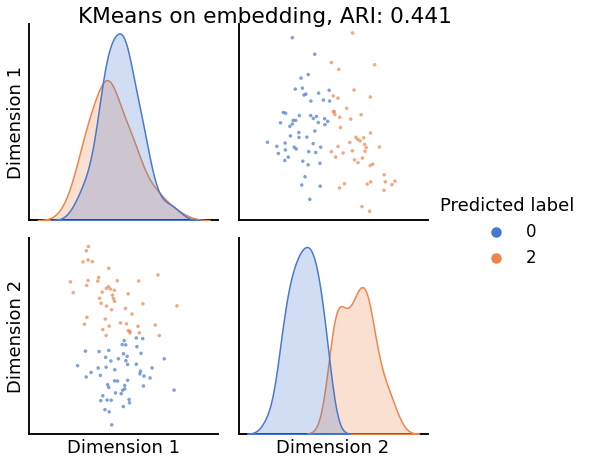 KMeans on embedding, ARI: 0.441
Dimension 1
Predicted label
0
2
Dimension 2
Dimension 1
Dimension 2